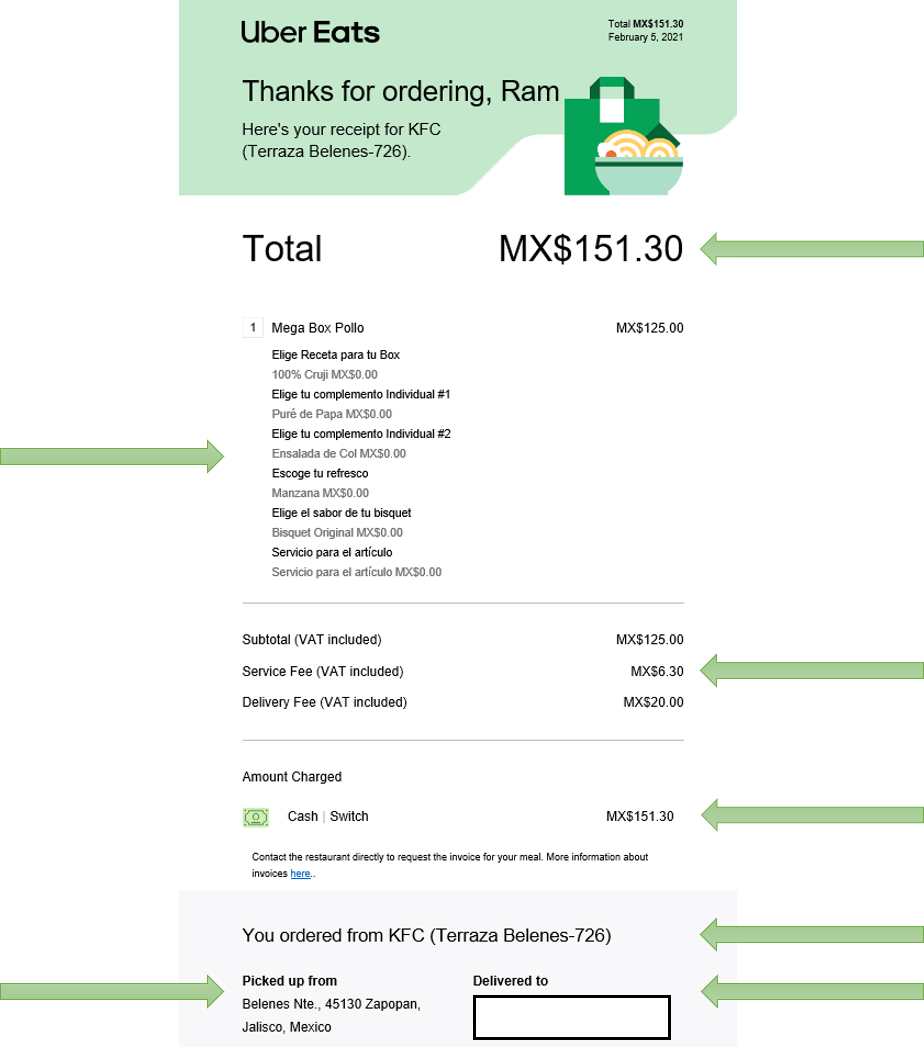 Uber Eats
Total MX$151.30
February 5, 2021
Thanks for ordering, Ram
Here's your receipt for KFC
(Terraza Belenes-726).
Total MX$151.30
1 Mega Box Pollo MX$125.00
Elige Receta para tu Box
100% Cruji MX$0.00
Elige tu complemento Individual #1
Puré de Papa MX$0.00
Elige tu complemento Individual #2
Ensalada de Col MX$0.00
Escoge tu refresco
Manzana MX$0.00
Elige el sabor de tu bisquet
Bisquet Original MX$0.00
Servicio para el artículo
Servicio para el artículo MX$0.00
Subtotal (VAT included) MX$125.00
Service Fee (VAT included) MX$6.30
Delivery Fee (VAT included) MX$20.00
Amount Charged
Cash | Switch MX$151.30
Contact the restaurant directly to request the invoice for your meal. More information about
invoices here..
You ordered from KFC (Terraza Belenes-726)
Picked up from
Belenes Nte., 45130 Zapopan,
Jalisco, Mexico
Delivered to